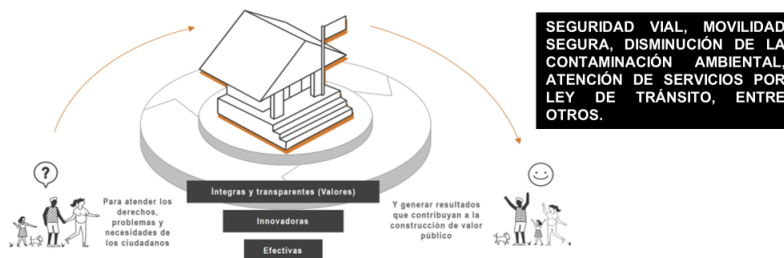 SEGURIDAD VIAL, MOVILIDAD
SEGURA, DISMINUCIÓN DE LA
CONTAMINACIÓN AMBIENTAL,
ATENCIÓN DE SERVICIOS POR
LEY DE TRÁNSITO, ENTRE
OTROS.
?
Para atender los
derechos,
problemas y
necesidades de
los ciudadanos
Íntegras y transparentes (Valores)
Innovadoras
Efectivas
Y generar resultados
que contribuyan a la
construcción de valor
público